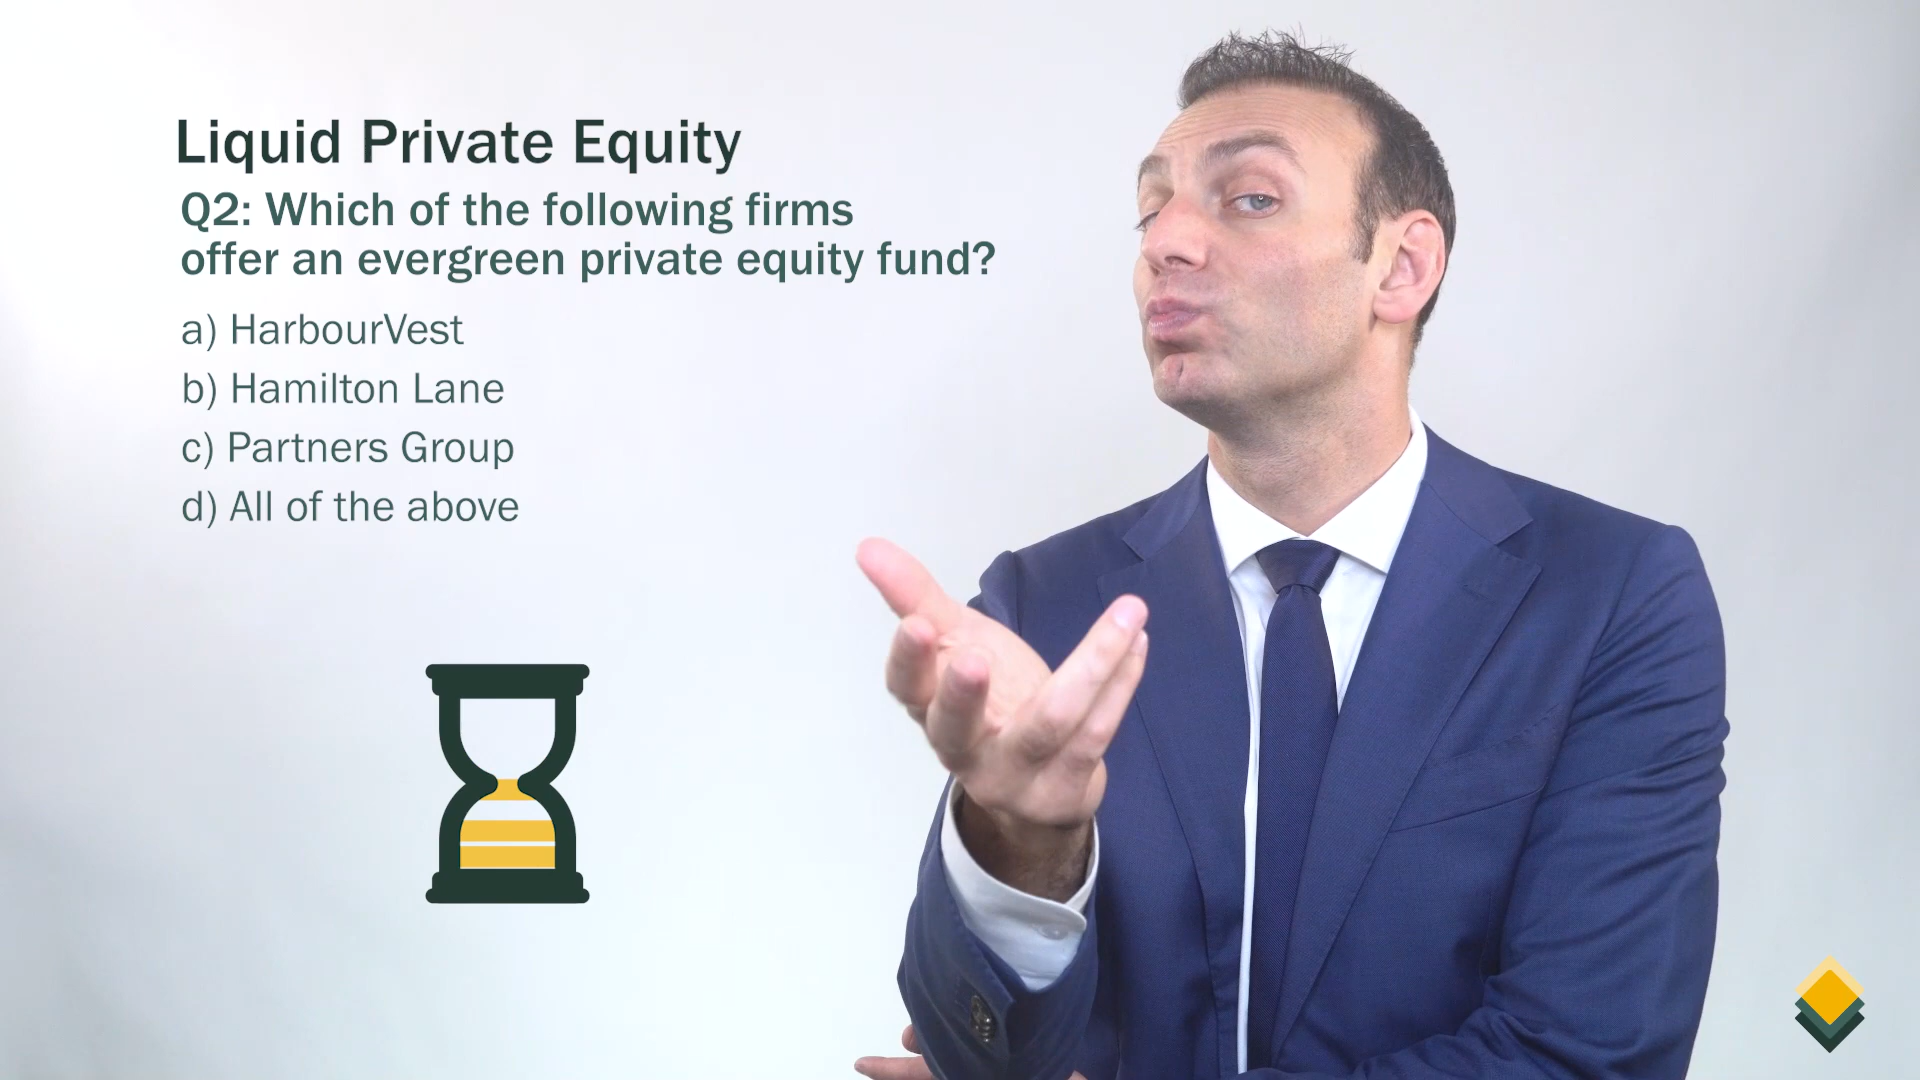 Liquid Private Equity
Q2: Which of the following firms
offer an evergreen private equity fund?
a) HarbourVest
b) Hamilton Lane
c) Partners Group
d) All of the above